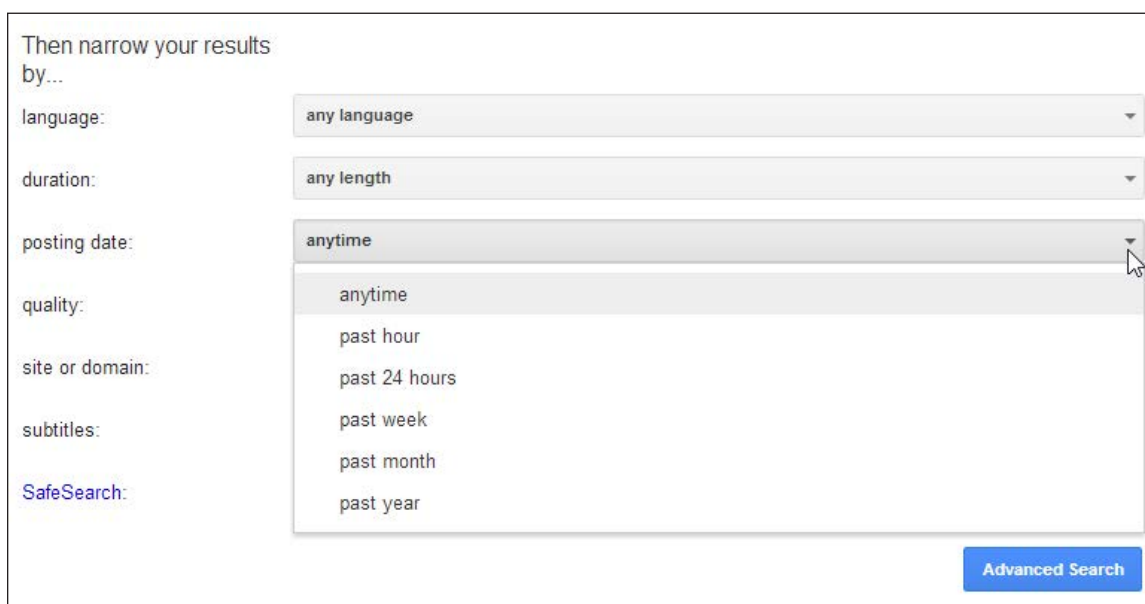 Then narrow your results
by...
language:
any language
duration:
any length
posting date:
anytime
anytime
quality:
past hour
site or domain:
past 24 hours
past week
subtitles:
past month
SafeSearch:
past year
Advanced Search